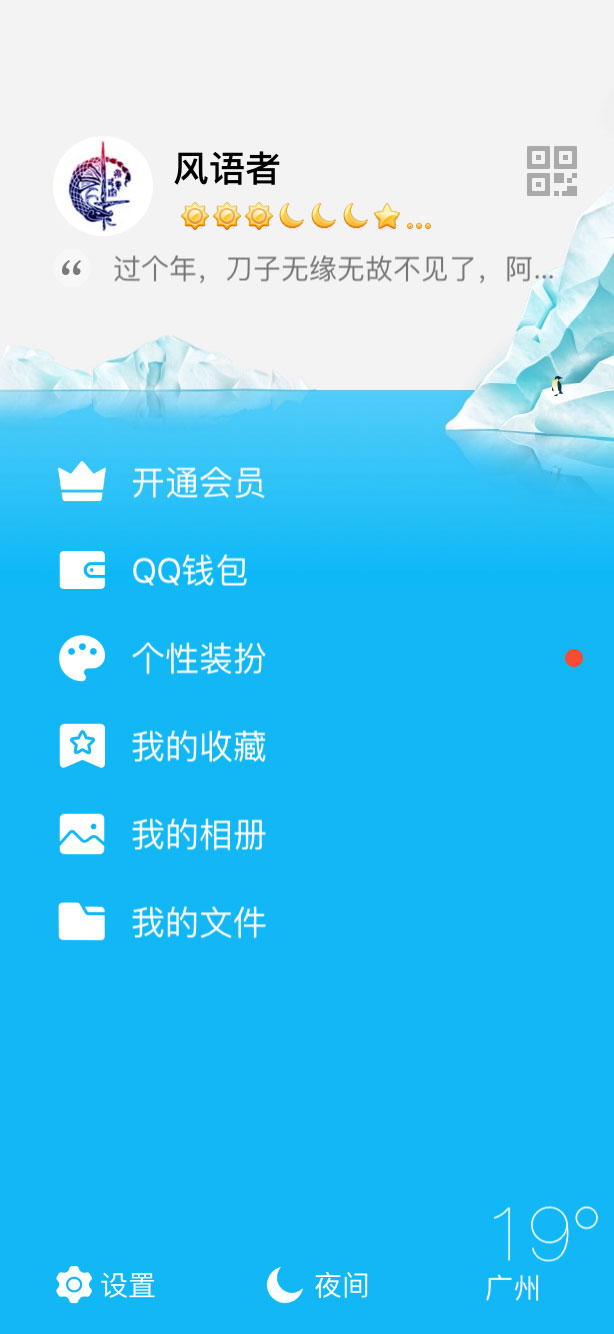 风语者
过个年，刀子无缘无故不见了，阿...
开通会员
QQ钱包
个性装扮
我的收藏
我的相册
我的文件
19°
设置 夜间 广州